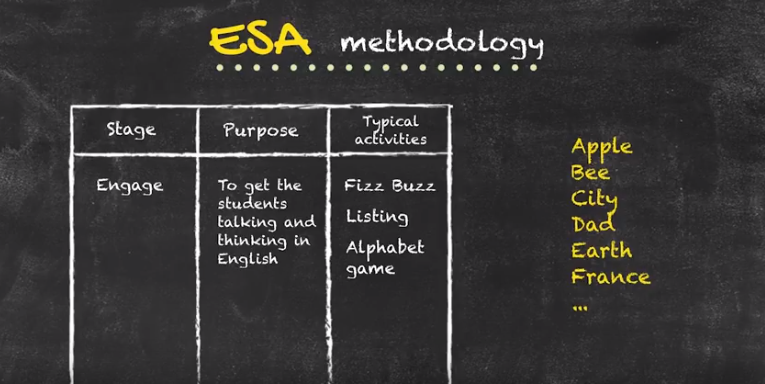 ESA methodology
Stage
Purpose
Typical
activities
Engage
To get the
students
talking and
thinking in
English
Fizz Buzz
Listing
Alphabet
game
Apple
Bee
City
Dad
Earth
France
...